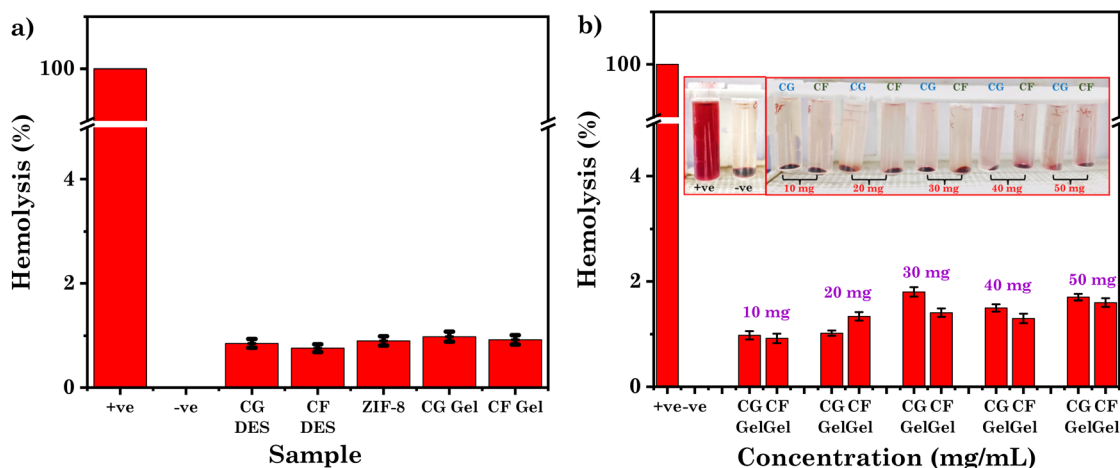 a)
Hemolysis (%)
100
4
2
0
+ve
-ve
CG
DES
CF
DES
ZIF-8
CG Gel
CF Gel
Sample
b)
Hemolysis (%)
100
4
2
0
CG CF CG CF CG CF CG CF CG CF
+ve -ve
10 mg 20 mg 30 mg 40 mg 50 mg
10 mg
20 mg
30 mg
40 mg
50 mg
+ve-ve
CG CF CG CF CG CF CG CF CG CF
GelGel GelGel GelGel GelGel GelGel
Concentration (mg/mL)